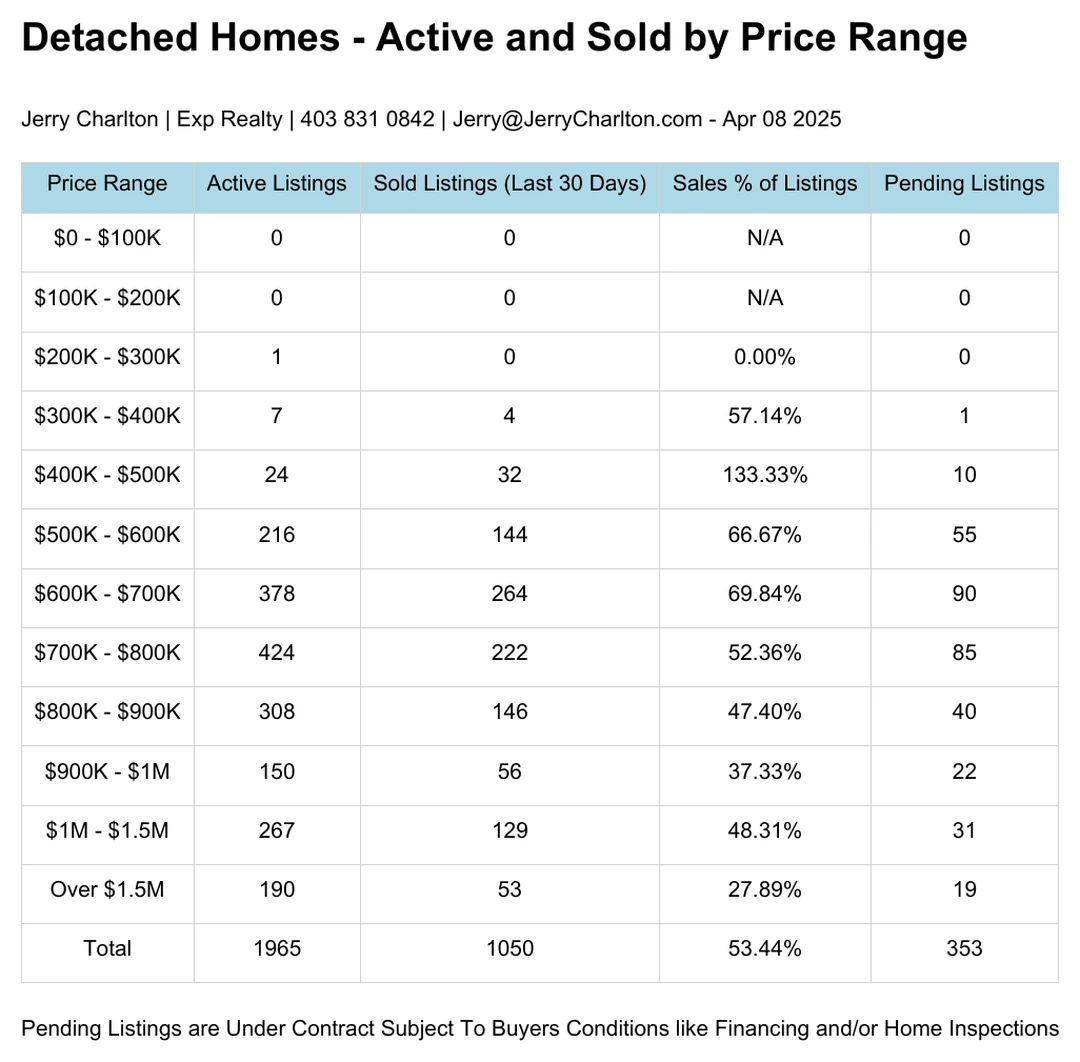 Detached Homes - Active and Sold by Price Range
Jerry Charlton | Exp Realty | 403 831 0842 | Jerry@JerryCharlton.com - Apr 08 2025
Price Range Active Listings Sold Listings (Last 30 Days) Sales % of Listings Pending Listings
$0 - $100K 0 0 N/A 0
$100K - $200K 0 0 N/A 0
$200K - $300K 1 0 0.00% 0
$300K - $400K 7 4 57.14% 1
$400K - $500K 24 32 133.33% 10
$500K - $600K 216 144 66.67% 55
$600K - $700K 378 264 69.84% 90
$700K - $800K 424 222 52.36% 85
$800K - $900K 308 146 47.40% 40
$900K - $1M 150 56 37.33% 22
$1M - $1.5M 267 129 48.31% 31
Over $1.5M 190 53 27.89% 19
Total 1965 1050 53.44% 353
Pending Listings are Under Contract Subject To Buyers Conditions like Financing and/or Home Inspections